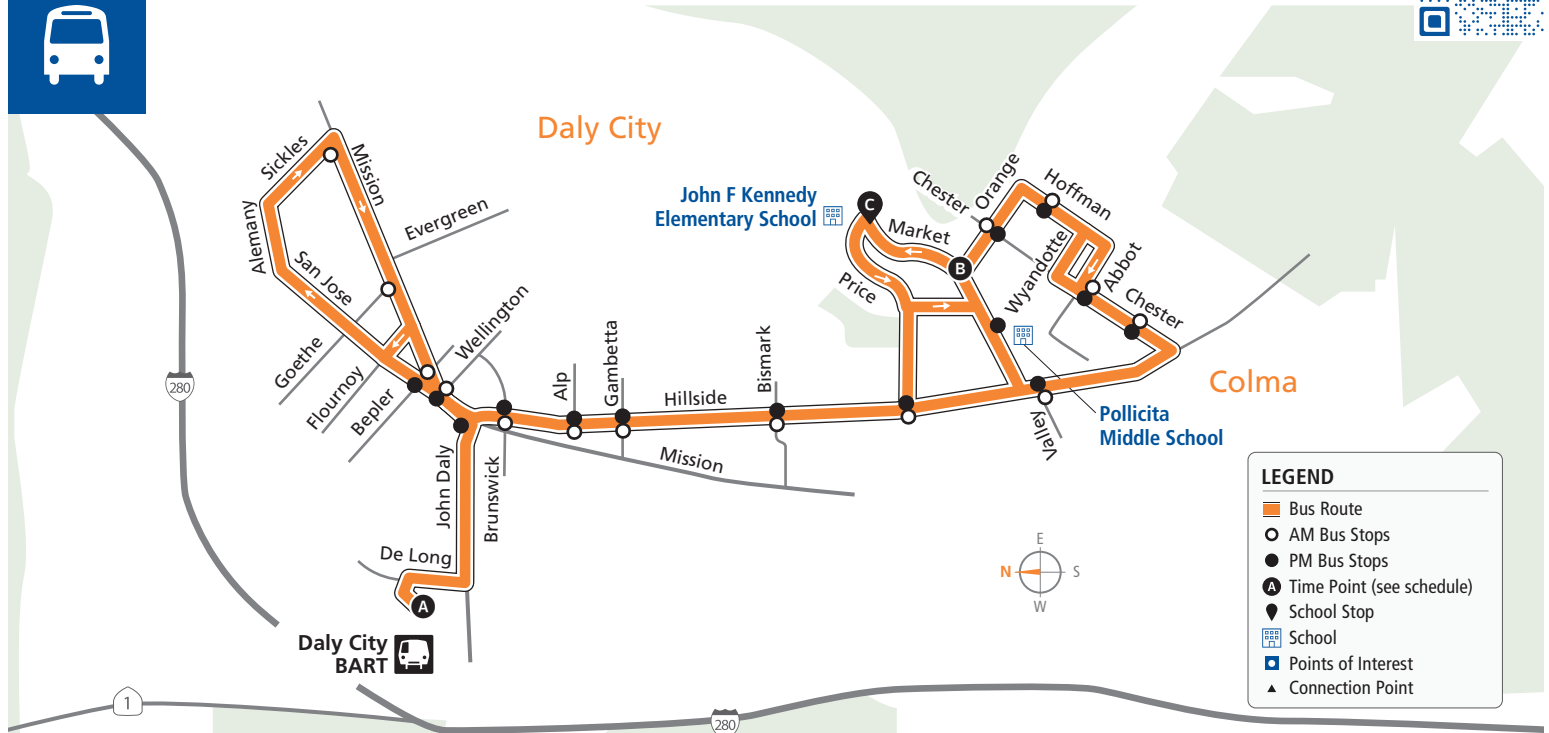 Daly City
Sickles
Mission
Alemany
Evergreen
San Jose
Goethe
Flournoy
Bepler
Wellington
John F Kennedy
Elementary School
C
Chester
Orange
Hoffman
Market
B
Price
Wyandotte
Abbot
Chester
280
Alp
Gambetta
Hillside
Bismark
Colma
Valley
Pollicita
Middle School
Mission
John Daly
Brunswick
De Long
A
Daly City
BART
E
N
S
W
1
280
LEGEND
Bus Route
AM Bus Stops
PM Bus Stops
A Time Point (see schedule)
School Stop
School
Points of Interest
Connection Point